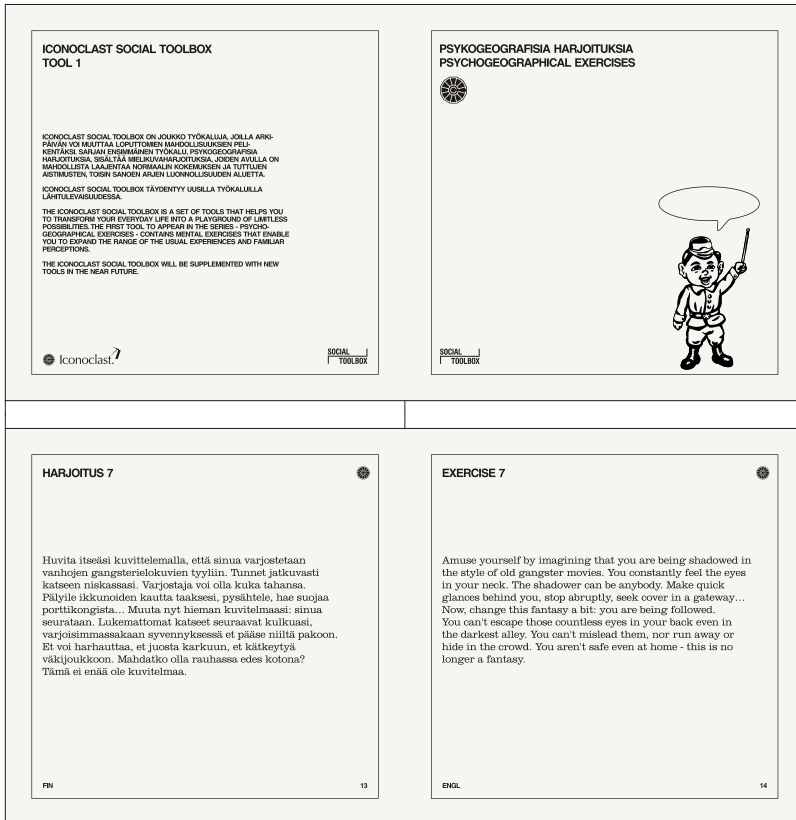 ICONOCLAST SOCIAL TOOLBOX
TOOL 1
ICONOCLAST SOCIAL TOOLBOX ON JOUKKO TYÖKALUJA, JOILLA ARKI-
PÄIVÄN VOI MUUTTAA LOPUTTOMIEN MAHDOLLISUUKSIEN PELI-
KENTÄKSI. SARJAN ENSIMMÄINEN TYÖKALU, PSYKOGEOGRAFISIA
HARJOITUKSIA, SISÄLTÄÄ MIELIKUVAHARJOITUKSIA, JOIDEN AVULLA ON
MAHDOLLISTA LAAJENTAA NORMAALIN KOKEMUKSEN JA TUTTUJEN
AISTIMUSTEN, TOISIN SANOEN ARJEN LUONNOLLISUUDEN ALUETTA.
ICONOCLAST SOCIAL TOOLBOX TÄYDENTYY UUSILLA TYÖKALUILLA
LÄHITULEVAISUUDESSA.
THE ICONOCLAST SOCIAL TOOLBOX IS A SET OF TOOLS THAT HELPS YOU
TO TRANSFORM YOUR EVERYDAY LIFE INTO A PLAYGROUND OF LIMITLESS
POSSIBILITIES. THE FIRST TOOL TO APPEAR IN THE SERIES - PSYCHO-
GEOGRAPHICAL EXERCISES - CONTAINS MENTAL EXERCISES THAT ENABLE
YOU TO EXPAND THE RANGE OF THE USUAL EXPERIENCES AND FAMILIAR
PERCEPTIONS.
THE ICONOCLAST SOCIAL TOOLBOX WILL BE SUPPLEMENTED WITH NEW
TOOLS IN THE NEAR FUTURE.
Iconoclast.
SOCIAL
TOOLBOX
PSYKOGEOGRAFISIA HARJOITUKSIA
PSYCHOGEOGRAPHICAL EXERCISES
SOCIAL
TOOLBOX
HARJOITUS 7
Huvita itseäsi kuvittelemalla, että sinua varjostetaan
vanhojen gangsterielokuvien tyyliin. Tunnet jatkuvasti
katseen niskassasi. Varjostaja voi olla kuka tahansa.
Pälyile ikkunoiden kautta taaksesi, pysähtele, hae suojaa
porttikongista... Muuta nyt hieman kuvitelmaasi: sinua
seurataan. Lukemattomat katseet seuraavat kulkuasi,
varjoisimmassakaan syvennyksessä et pääse niiltä pakoon.
Et voi harhauttaa, et juosta karkuun, et kätkeytyä
väkijoukkoon. Mahdatko olla rauhassa edes kotona?
Tämä ei enää ole kuvitelmaa.
FIN
13
EXERCISE 7
Amuse yourself by imagining that you are being shadowed in
the style of old gangster movies. You constantly feel the eyes
in your neck. The shadower can be anybody. Make quick
glances behind you, stop abruptly, seek cover in a gateway...
Now, change this fantasy a bit: you are being followed.
You can't escape those countless eyes in your back even in
the darkest alley. You can't mislead them, nor run away or
hide in the crowd. You aren't safe even at home - this is no
longer a fantasy.
ENGL
14